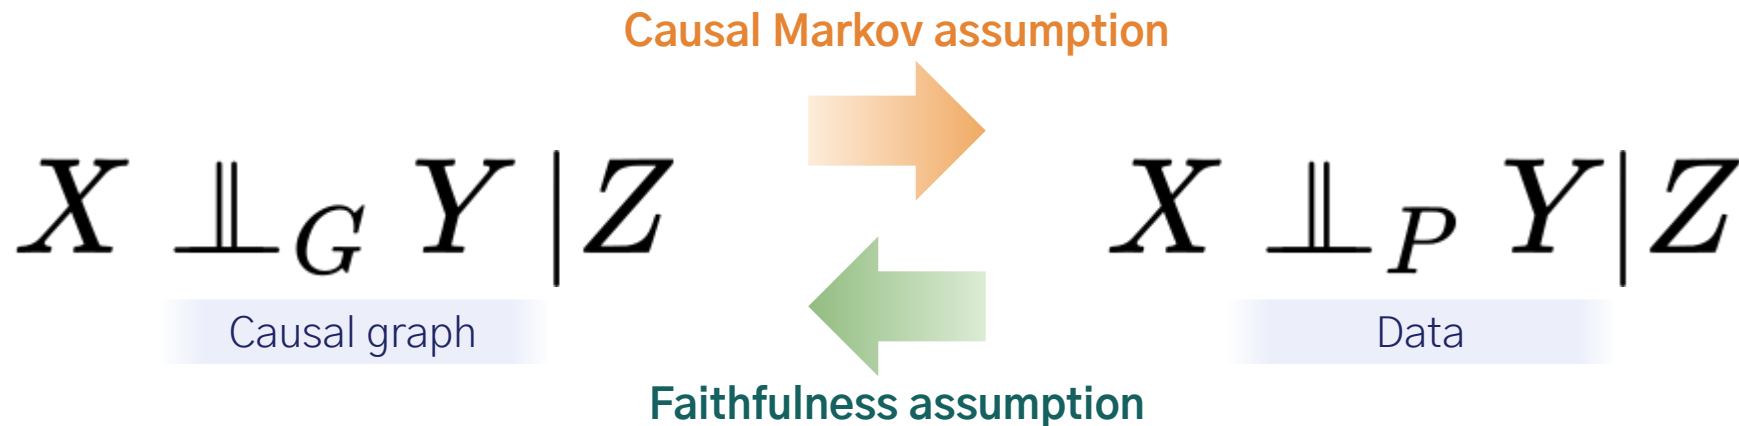 Causal Markov assumption
X ⫫_G Y | Z
X ⫫_P Y | Z
Causal graph
Data
Faithfulness assumption